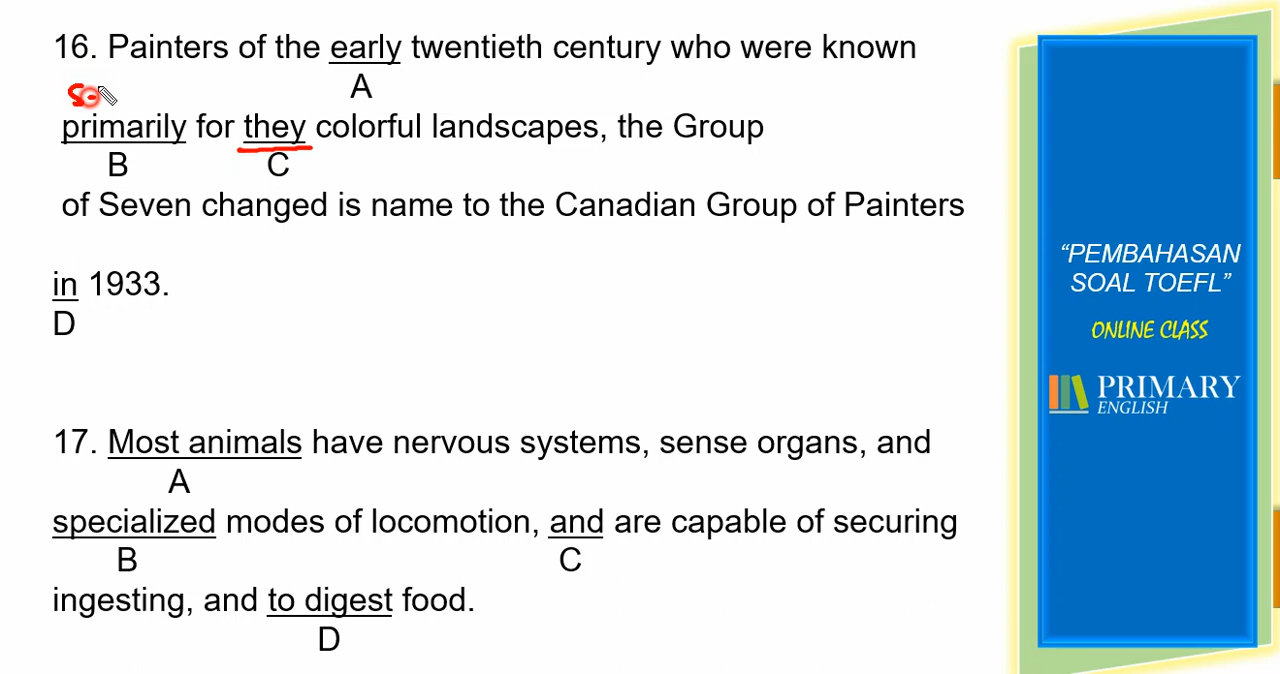 16. Painters of the early twentieth century who were known
A
primarily for they colorful landscapes, the Group
B C
of Seven changed is name to the Canadian Group of Painters
in 1933.
D
17. Most animals have nervous systems, sense organs, and
A
specialized modes of locomotion, and are capable of securing
B C
ingesting, and to digest food.
D
“PEMBAHASAN
SOAL TOEFL”
ONLINE CLASS
PRIMARY
ENGLISH